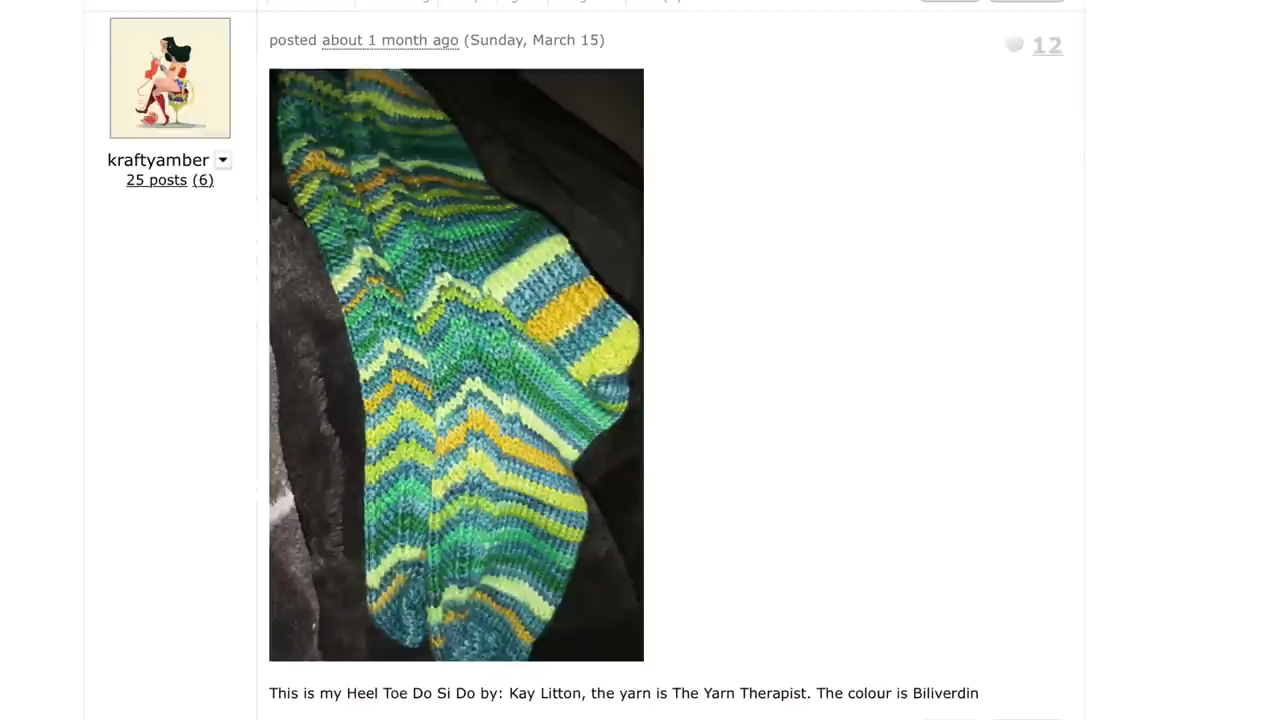 posted about 1 month ago (Sunday, March 15)
12
kraftyamber
25 posts (6)
This is my Heel Toe Do Si Do by: Kay Litton, the yarn is The Yarn Therapist. The colour is Biliverdin